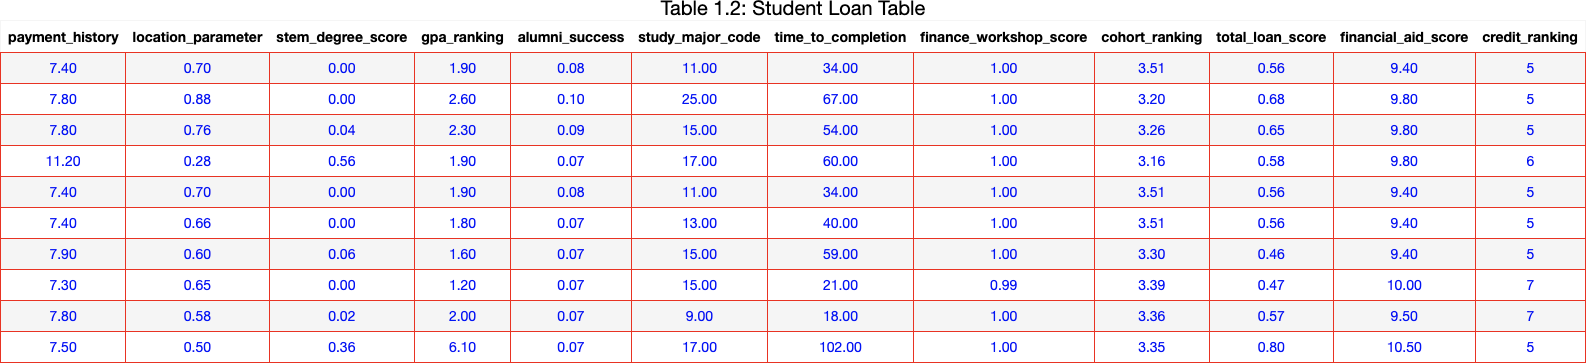 Table 1.2: Student Loan Table
payment_history location_parameter stem_degree_score gpa_ranking alumni_success study_major_code time_to_completion finance_workshop_score cohort_ranking total_loan_score financial_aid_score credit_ranking
7.40 0.70 0.00 1.90 0.08 11.00 34.00 1.00 3.51 0.56 9.40 5
7.80 0.88 0.00 2.60 0.10 25.00 67.00 1.00 3.20 0.68 9.80 5
7.80 0.76 0.04 2.30 0.09 15.00 54.00 1.00 3.26 0.65 9.80 5
11.20 0.28 0.56 1.90 0.07 17.00 60.00 1.00 3.16 0.58 9.80 6
7.40 0.70 0.00 1.90 0.08 11.00 34.00 1.00 3.51 0.56 9.40 5
7.40 0.66 0.00 1.80 0.07 13.00 40.00 1.00 3.51 0.56 9.40 5
7.90 0.60 0.06 1.60 0.07 15.00 59.00 1.00 3.30 0.46 9.40 5
7.30 0.65 0.00 1.20 0.07 15.00 21.00 0.99 3.39 0.47 10.00 7
7.80 0.58 0.02 2.00 0.07 9.00 18.00 1.00 3.36 0.57 9.50 7
7.50 0.50 0.36 6.10 0.07 17.00 102.00 1.00 3.35 0.80 10.50 5